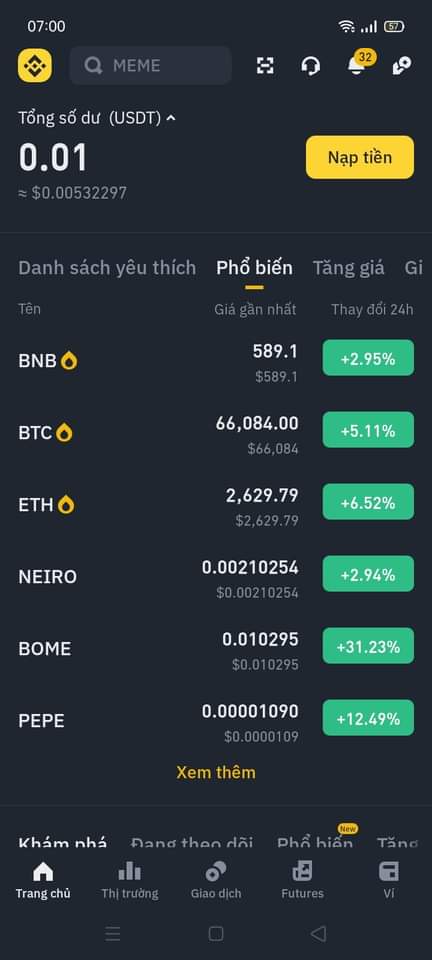 07:00
57
MEME
32
Tổng số dư (USDT)
0.01
Nạp tiền
≈ $0.00532297
Danh sách yêu thích Phổ biến Tăng giá Gi
Tên Giá gần nhất Thay đổi 24h
BNB 589.1 +2.95%
$589.1
BTC 66,084.00 +5.11%
$66,084
ETH 2,629.79 +6.52%
$2,629.79
NEIRO 0.00210254 +2.94%
$0.00210254
BOME 0.010295 +31.23%
$0.010295
PEPE 0.00001090 +12.49%
$0.0000109
Xem thêm
New
Khám phá Đang theo dõi Phổ biến Tăng
Trang chủ Thị trường Giao dịch Futures Ví